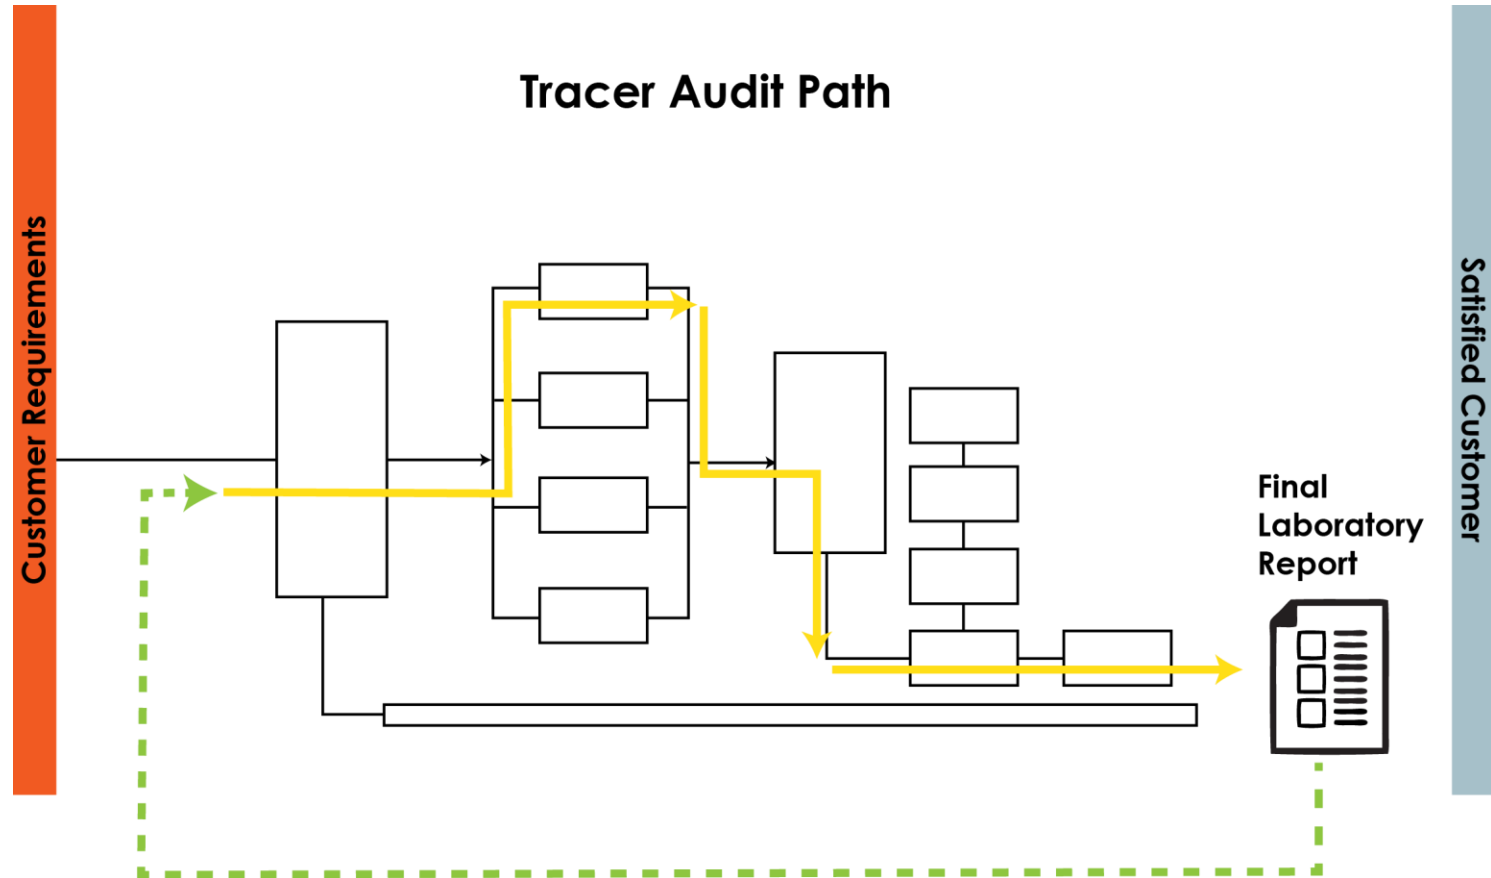 Tracer Audit Path
Customer Requirements
Satisfied Customer
Final
Laboratory
Report